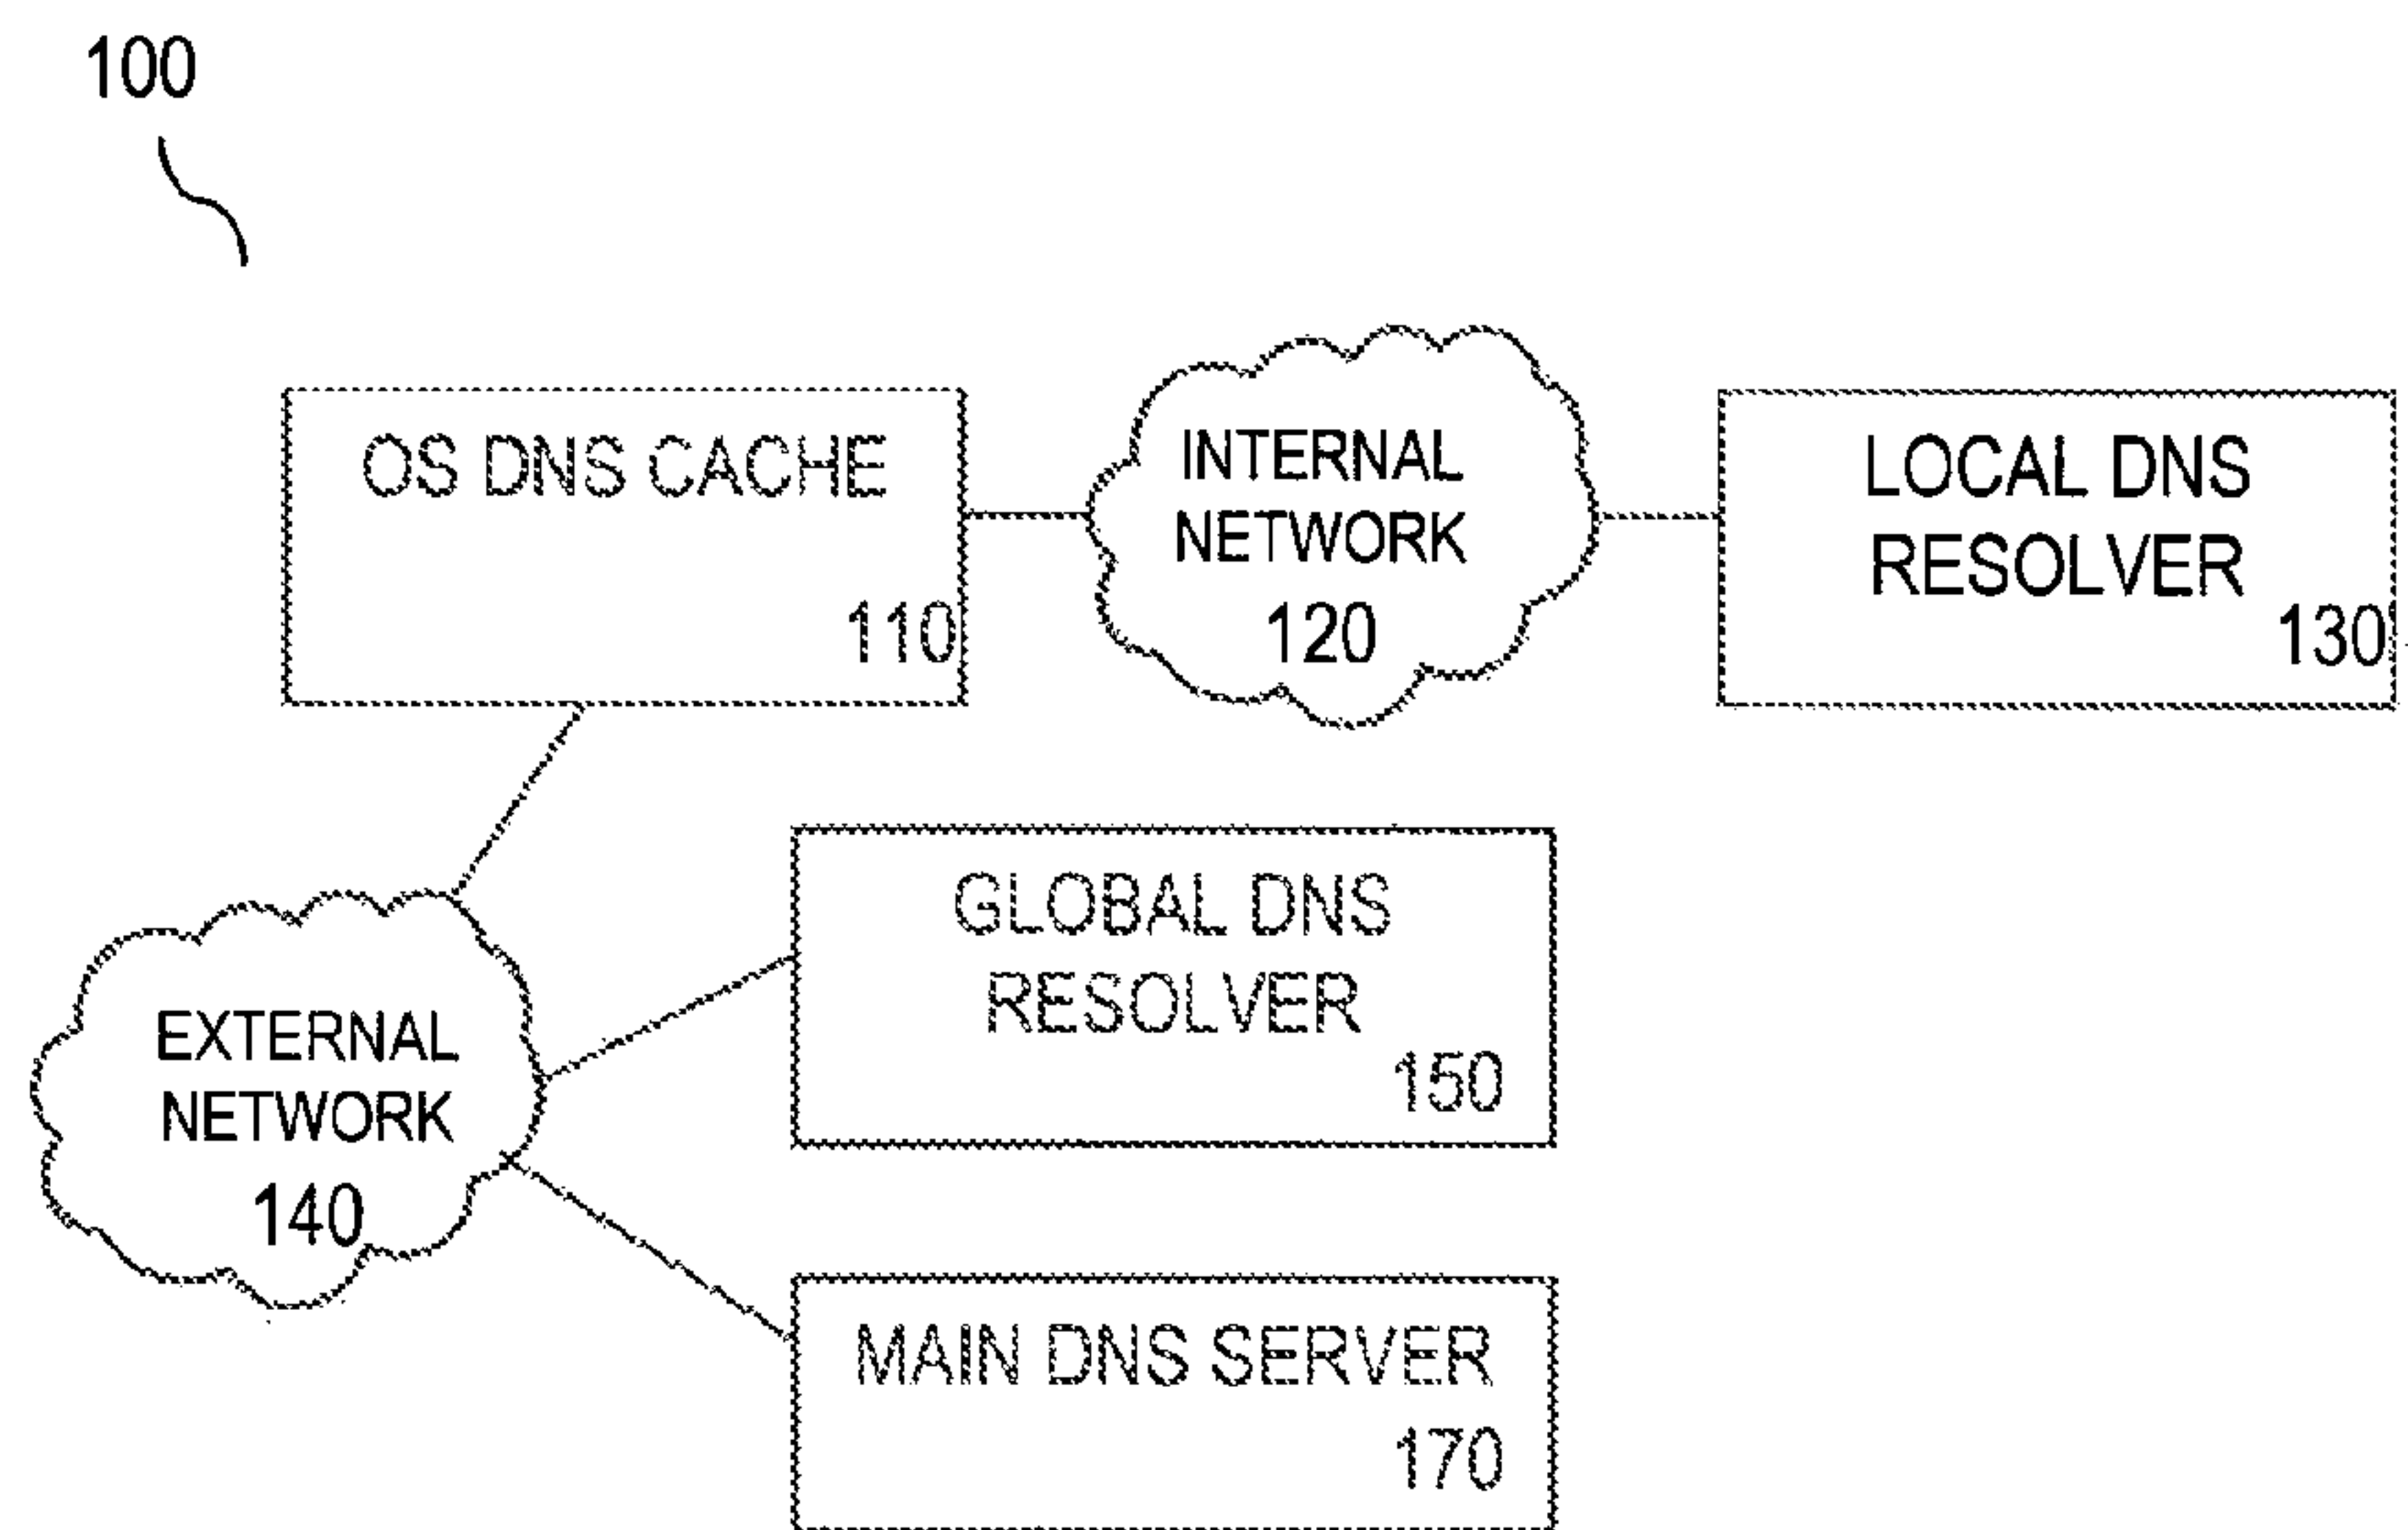 100
OS DNS CACHE
110
INTERNAL
NETWORK
120
LOCAL DNS
RESOLVER
130
EXTERNAL
NETWORK
140
GLOBAL DNS
RESOLVER
150
MAIN DNS SERVER
170